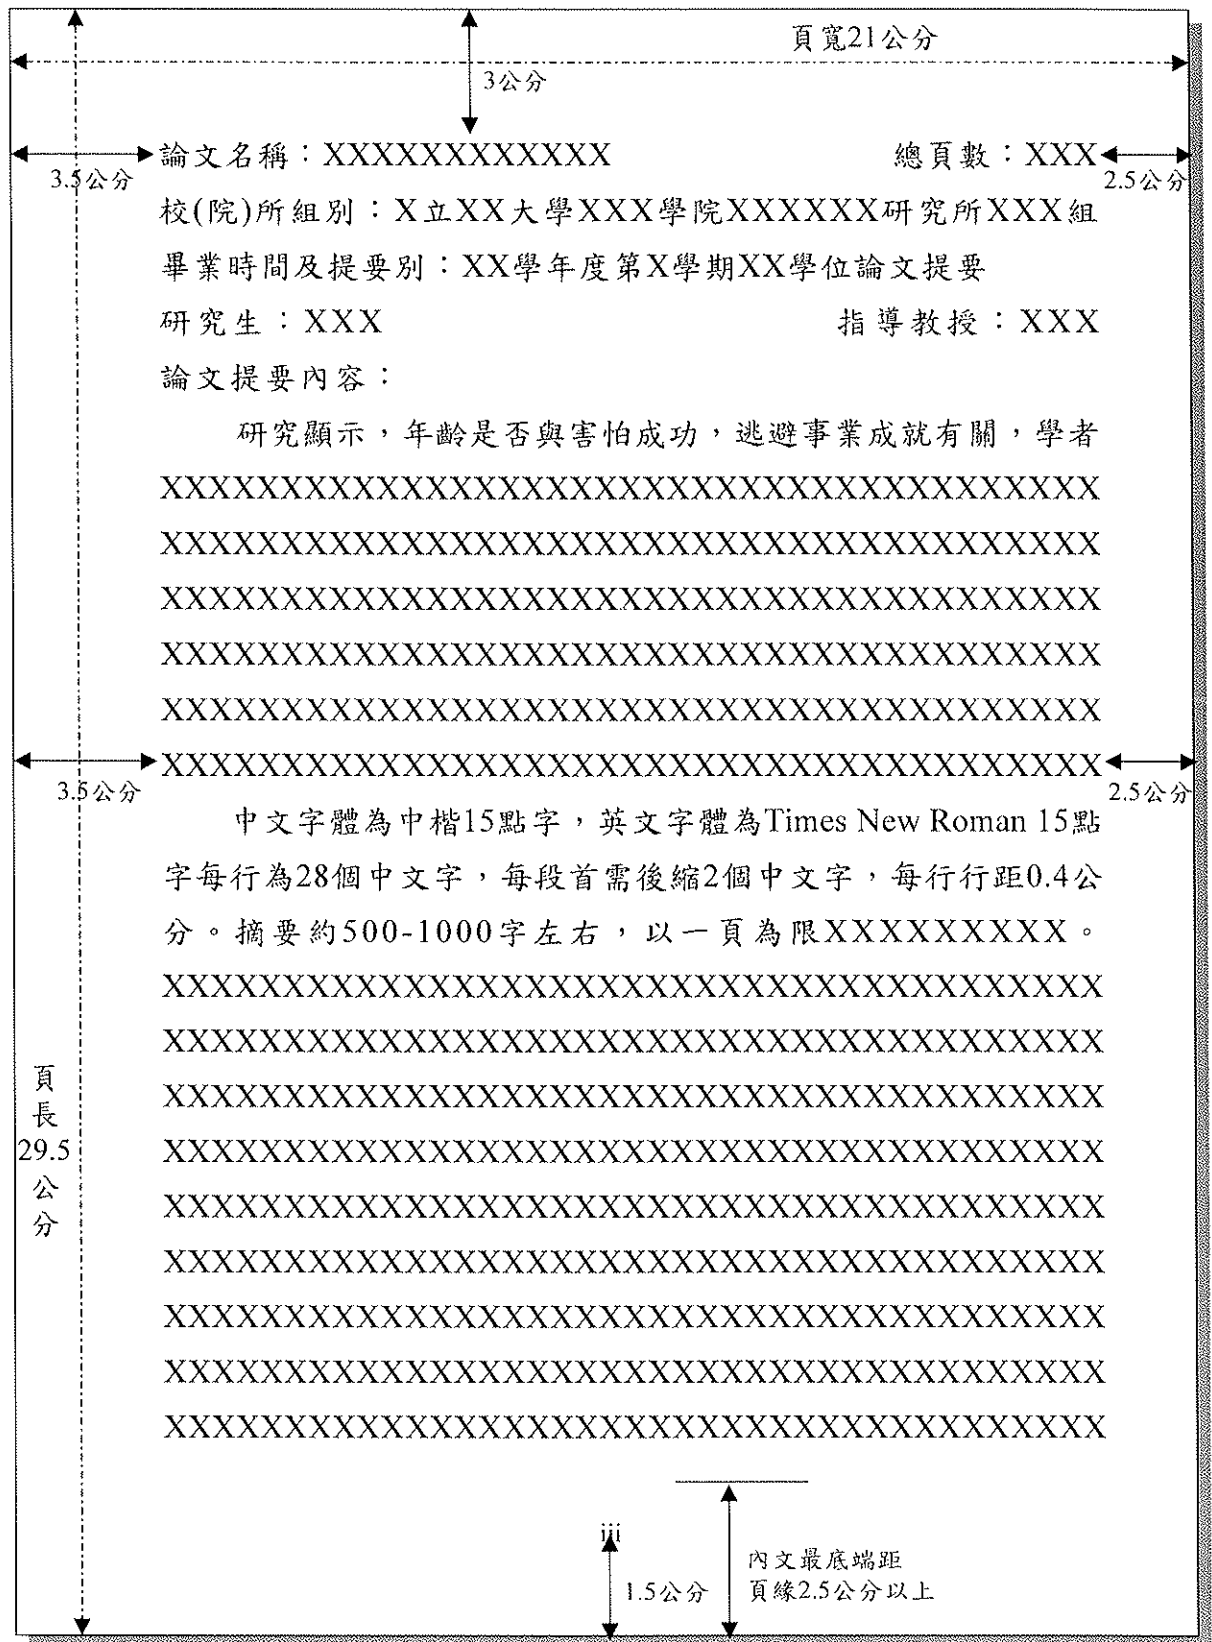 頁寬21公分
3公分
論文名稱：XXXXXXXXXXXX 總頁數：XXX
3.5公分 2.5公分
校(院)所組別：X立XX大學XXX學院XXXXXX研究所XXX組
畢業時間及提要別：XX學年度第X學期XX學位論文提要
研究生：XXX 指導教授：XXX
論文提要內容：
研究顯示，年齡是否與害怕成功，逃避事業成就有關，學者
XXXXXXXXXXXXXXXXXXXXXXXXXXXXXXXXXXXXXXX
XXXXXXXXXXXXXXXXXXXXXXXXXXXXXXXXXXXXXXX
XXXXXXXXXXXXXXXXXXXXXXXXXXXXXXXXXXXXXXX
XXXXXXXXXXXXXXXXXXXXXXXXXXXXXXXXXXXXXXX
XXXXXXXXXXXXXXXXXXXXXXXXXXXXXXXXXXXXXXX
XXXXXXXXXXXXXXXXXXXXXXXXXXXXXXXXXXXXXXX
3.5公分 2.5公分
中文字體為中楷15點字，英文字體為Times New Roman 15點
字每行為28個中文字，每段首需後縮2個中文字，每行行距0.4公
分。摘要約500-1000字左右，以一頁為限XXXXXXXXXX。
XXXXXXXXXXXXXXXXXXXXXXXXXXXXXXXXXXXXXXX
XXXXXXXXXXXXXXXXXXXXXXXXXXXXXXXXXXXXXXX
XXXXXXXXXXXXXXXXXXXXXXXXXXXXXXXXXXXXXXX
XXXXXXXXXXXXXXXXXXXXXXXXXXXXXXXXXXXXXXX
XXXXXXXXXXXXXXXXXXXXXXXXXXXXXXXXXXXXXXX
XXXXXXXXXXXXXXXXXXXXXXXXXXXXXXXXXXXXXXX
XXXXXXXXXXXXXXXXXXXXXXXXXXXXXXXXXXXXXXX
XXXXXXXXXXXXXXXXXXXXXXXXXXXXXXXXXXXXXXX
XXXXXXXXXXXXXXXXXXXXXXXXXXXXXXXXXXXXXXX
頁
長
29.5
公
分
iii
1.5公分
內文最底端距
頁緣2.5公分以上